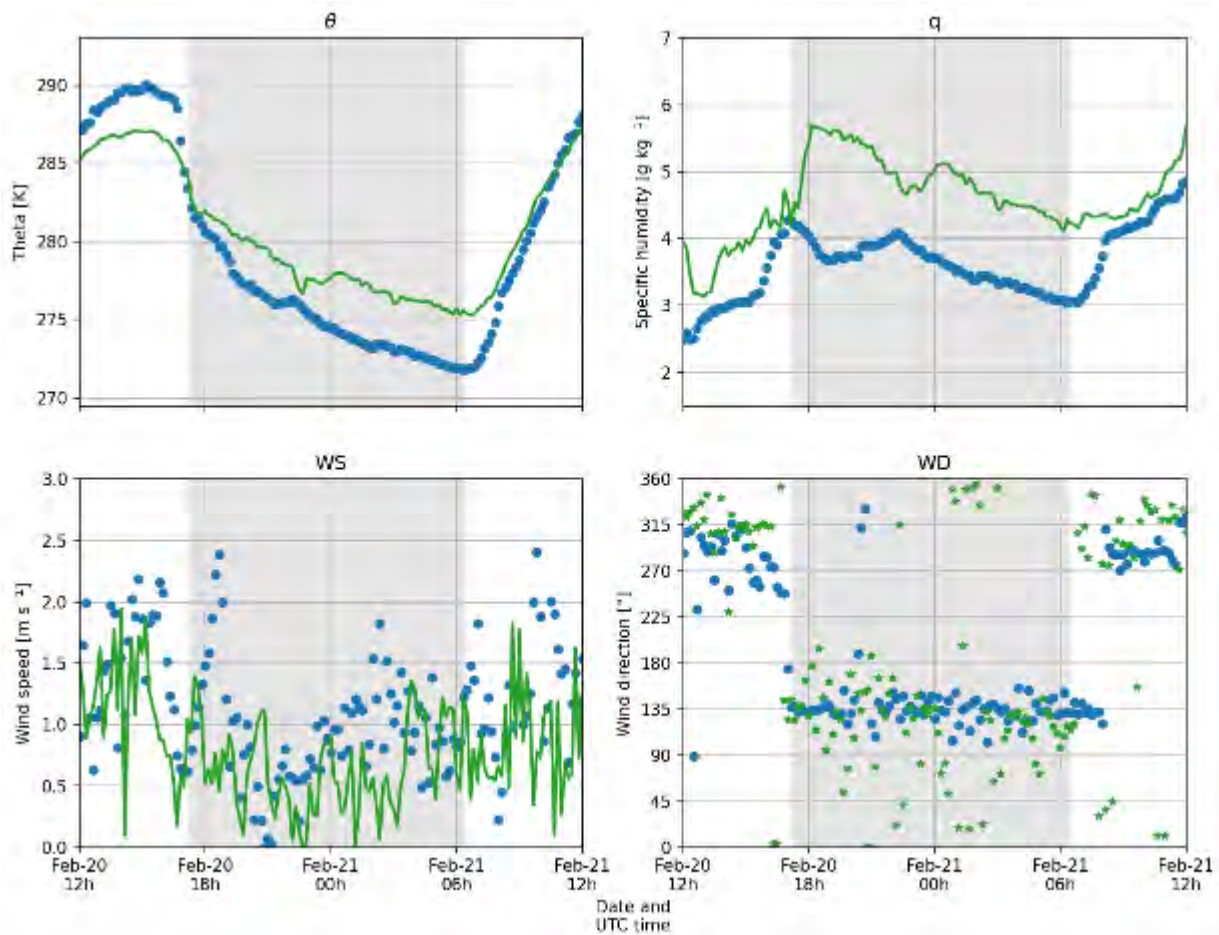 θ
q
290
285
280
275
270
Theta [K]
7
6
5
4
3
2
Specific humidity [g kg⁻¹]
WS
WD
3.0
2.5
2.0
1.5
1.0
0.5
0.0
Wind speed [m s⁻¹]
360
315
270
225
180
135
90
45
0
Wind direction [°]
Feb-20 Feb-20 Feb-21 Feb-21 Feb-21
12h 18h 00h 06h 12h
Feb-20 Feb-20 Feb-21 Feb-21 Feb-21
12h 18h 00h 06h 12h
Date and
UTC time